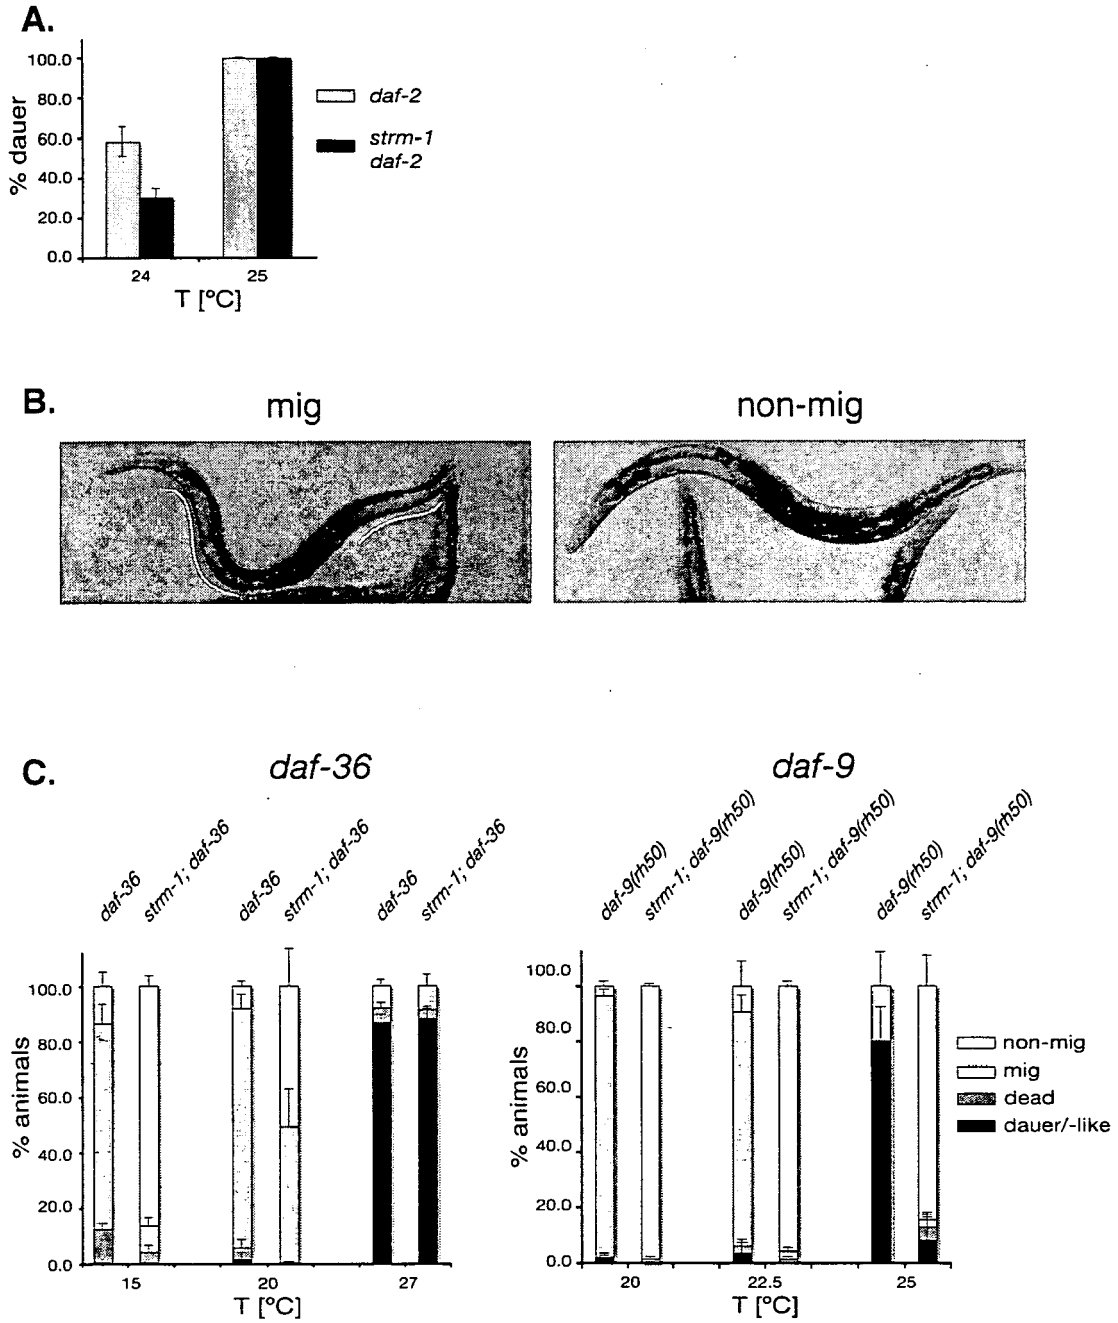 A.
100.0
80.0
60.0
40.0
20.0
0.0
% dauer
24
25
T [ºC]
daf-2
strm-1
daf-2
B.
mig
non-mig
C.
daf-36
daf-36
strm-1; daf-36
daf-36
strm-1; daf-36
daf-36
strm-1; daf-36
100.0
80.0
60.0
40.0
20.0
0.0
% animals
15
20
27
T [ºC]
daf-9
daf-9(rh50)
strm-1; daf-9(rh50)
daf-9(rh50)
strm-1; daf-9(rh50)
daf-9(rh50)
strm-1; daf-9(rh50)
100.0
80.0
60.0
40.0
20.0
0.0
% animals
20
22.5
25
T [ºC]
non-mig
mig
dead
dauer/-like